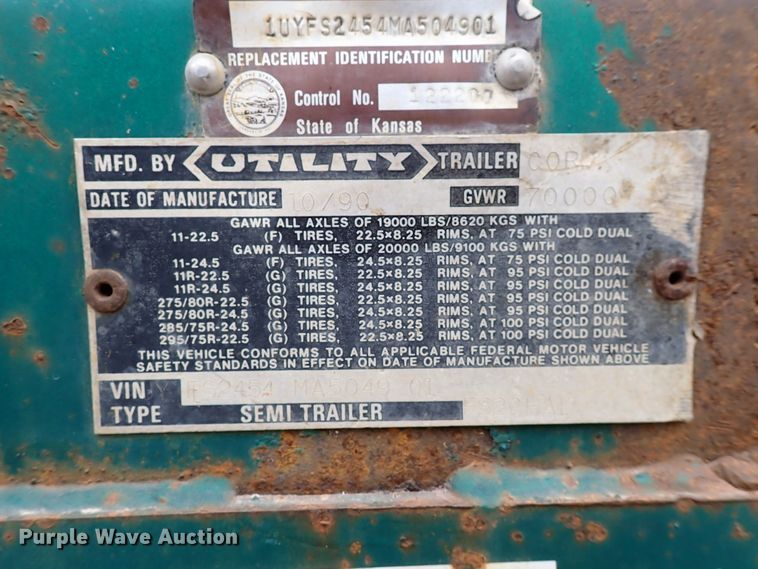 1UYFS2454MA504901
REPLACEMENT IDENTIFICATION NUMB
Control No. 122200
State of Kansas
MFD. BY UTILITY TRAILER CORP.
DATE OF MANUFACTURE 10/90 GVWR 70000
GAWR ALL AXLES OF 19000 LBS/8620 KGS WITH
11-22.5 (F) TIRES, 22.5×8.25 RIMS, AT 75 PSI COLD DUAL
GAWR ALL AXLES OF 20000 LBS/9100 KGS WITH
11-24.5 (F) TIRES, 24.5×8.25 RIMS, AT 75 PSI COLD DUAL
11R-22.5 (G) TIRES, 22.5×8.25 RIMS, AT 95 PSI COLD DUAL
11R-24.5 (G) TIRES, 24.5×8.25 RIMS, AT 95 PSI COLD DUAL
275/80R-22.5 (G) TIRES, 22.5×8.25 RIMS, AT 95 PSI COLD DUAL
275/80R-24.5 (G) TIRES, 24.5×8.25 RIMS, AT 95 PSI COLD DUAL
285/75R-24.5 (G) TIRES, 24.5×8.25 RIMS, AT 100 PSI COLD DUAL
295/75R-22.5 (G) TIRES, 22.5×8.25 RIMS, AT 100 PSI COLD DUAL
THIS VEHICLE CONFORMS TO ALL APPLICABLE FEDERAL MOTOR VEHICLE
SAFETY STANDARDS IN EFFECT ON DATE OF MANUFACTURE SHOWN ABOVE
VIN Y FS2454 MA5049 01
TYPE SEMI TRAILER
Purple Wave Auction